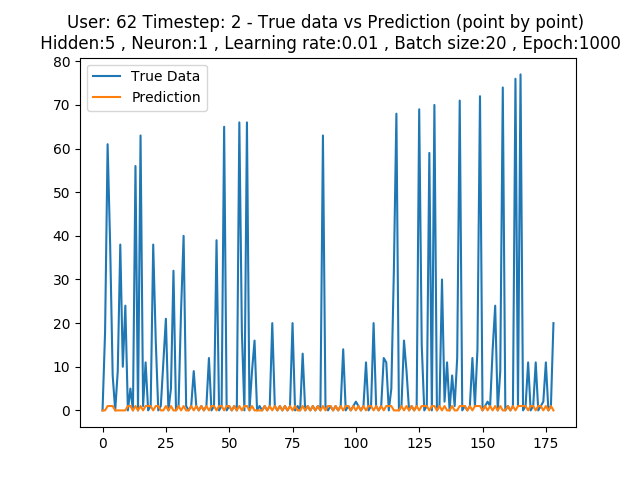 User: 62 Timestep: 2 - True data vs Prediction (point by point)
Hidden:5 , Neuron:1 , Learning rate:0.01 , Batch size:20 , Epoch:1000
True Data
Prediction
80
70
60
50
40
30
20
10
0
0 25 50 75 100 125 150 175